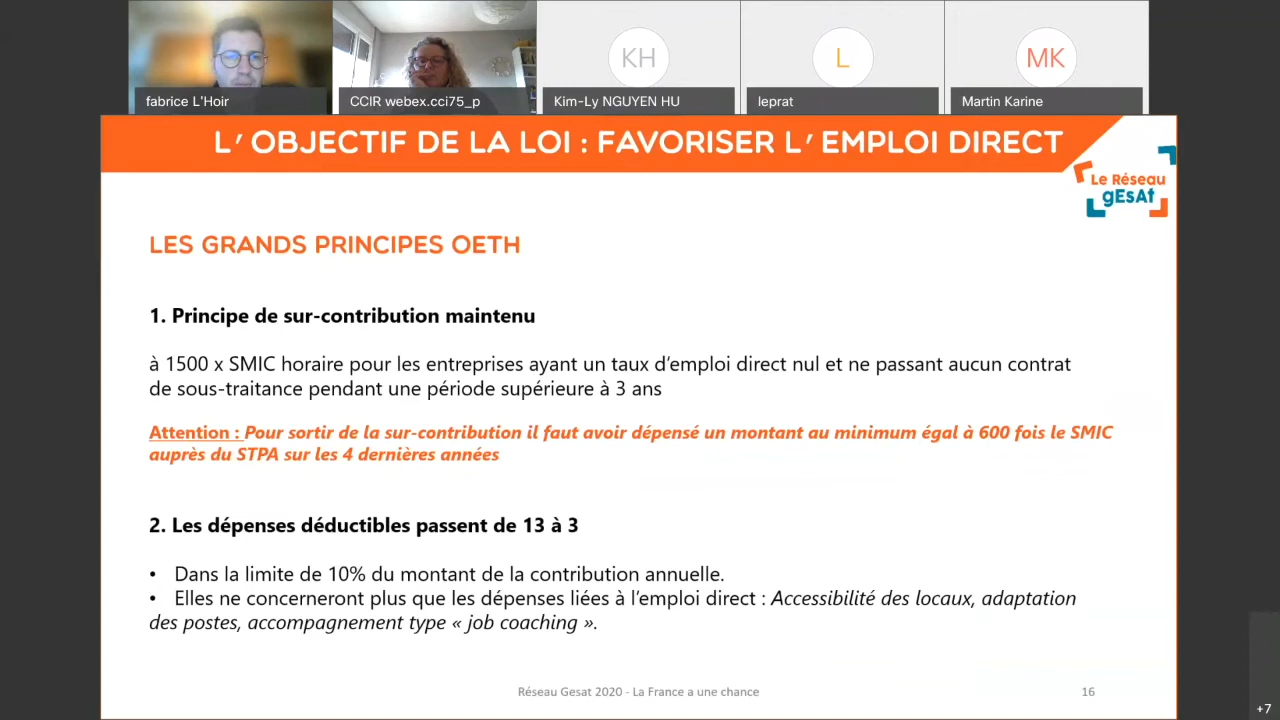 fabrice L'Hoir
CCIR webex.cci75_p
KH
Kim-Ly NGUYEN HU
L
leprat
MK
Martin Karine
L' OBJECTIF DE LA LOI : FAVORISER L' EMPLOI DIRECT
Le Réseau
gEsAt
LES GRANDS PRINCIPES OETH
1. Principe de sur-contribution maintenu
à 1500 x SMIC horaire pour les entreprises ayant un taux d'emploi direct nul et ne passant aucun contrat
de sous-traitance pendant une période supérieure à 3 ans
Attention : Pour sortir de la sur-contribution il faut avoir dépensé un montant au minimum égal à 600 fois le SMIC
auprès du STPA sur les 4 dernières années
2. Les dépenses déductibles passent de 13 à 3
• Dans la limite de 10% du montant de la contribution annuelle.
• Elles ne concerneront plus que les dépenses liées à l'emploi direct : Accessibilité des locaux, adaptation
des postes, accompagnement type « job coaching ».
Réseau Gesat 2020 - La France a une chance
16
+7